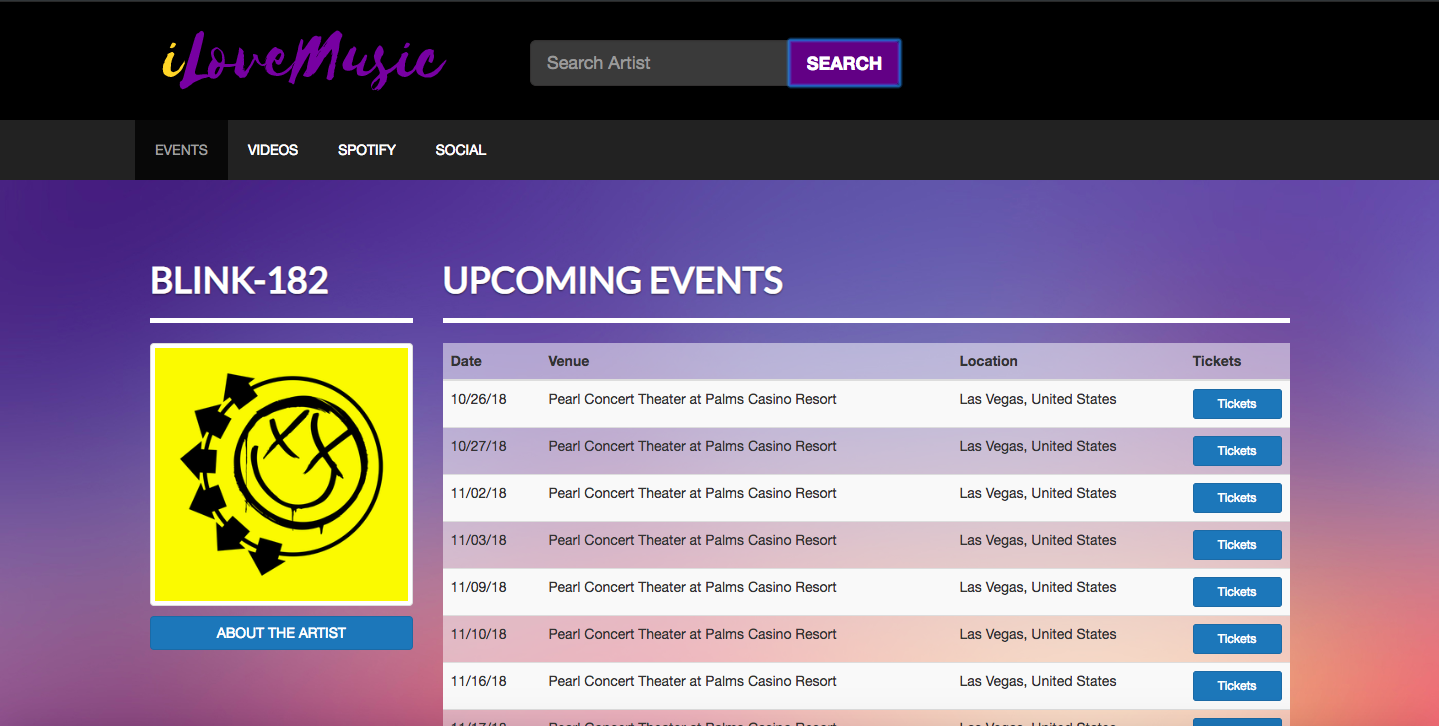 iLoveMusic
Search Artist SEARCH
EVENTS VIDEOS SPOTIFY SOCIAL
BLINK-182
ABOUT THE ARTIST
UPCOMING EVENTS
Date Venue Location Tickets
10/26/18 Pearl Concert Theater at Palms Casino Resort Las Vegas, United States Tickets
10/27/18 Pearl Concert Theater at Palms Casino Resort Las Vegas, United States Tickets
11/02/18 Pearl Concert Theater at Palms Casino Resort Las Vegas, United States Tickets
11/03/18 Pearl Concert Theater at Palms Casino Resort Las Vegas, United States Tickets
11/09/18 Pearl Concert Theater at Palms Casino Resort Las Vegas, United States Tickets
11/10/18 Pearl Concert Theater at Palms Casino Resort Las Vegas, United States Tickets
11/16/18 Pearl Concert Theater at Palms Casino Resort Las Vegas, United States Tickets